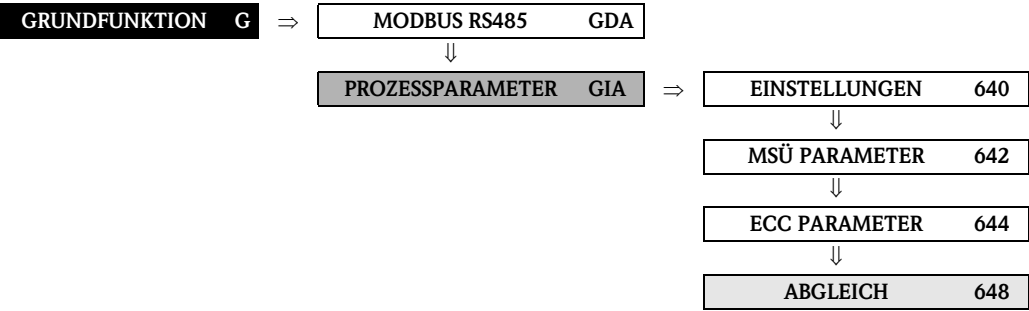 GRUNDFUNKTION G ⇒ MODBUS RS485 GDA
⇓
PROZESSPARAMETER GIA ⇒ EINSTELLUNGEN 640
⇓
MSÜ PARAMETER 642
⇓
ECC PARAMETER 644
⇓
ABGLEICH 648